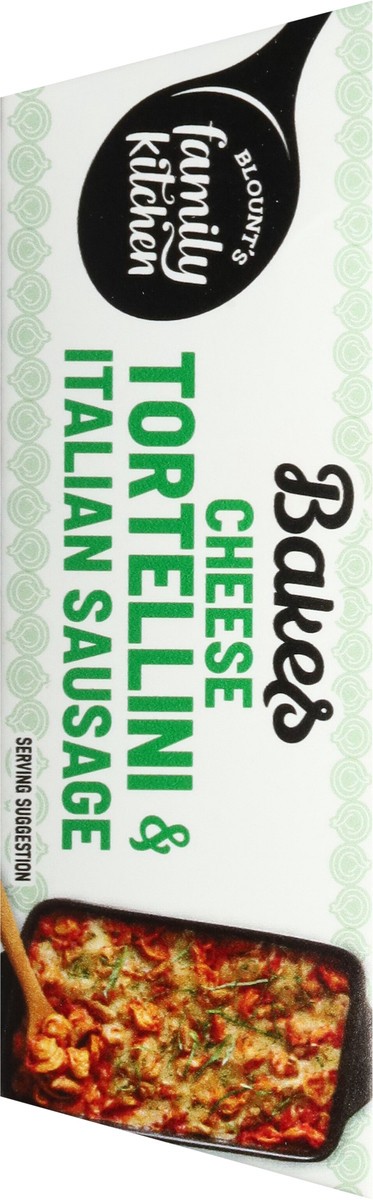 BLOUNT'S
family
kitchen
Bakes
CHEESE
TORTELLINI &
ITALIAN SAUSAGE
SERVING SUGGESTION